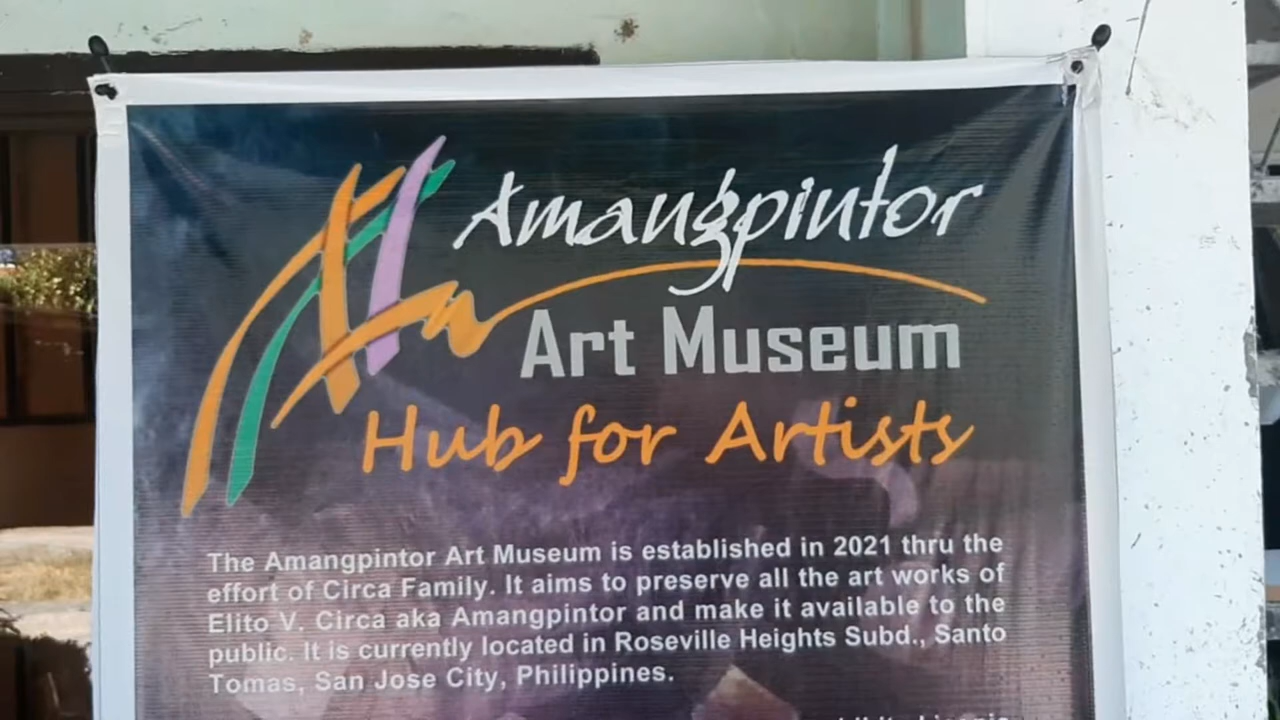 Amangpintor
Art Museum
Hub for Artists
The Amangpintor Art Museum is established in 2021 thru the
effort of Circa Family. It aims to preserve all the art works of
Elito V. Circa aka Amangpintor and make it available to the
public. It is currently located in Roseville Heights Subd., Santo
Tomas, San Jose City, Philippines.